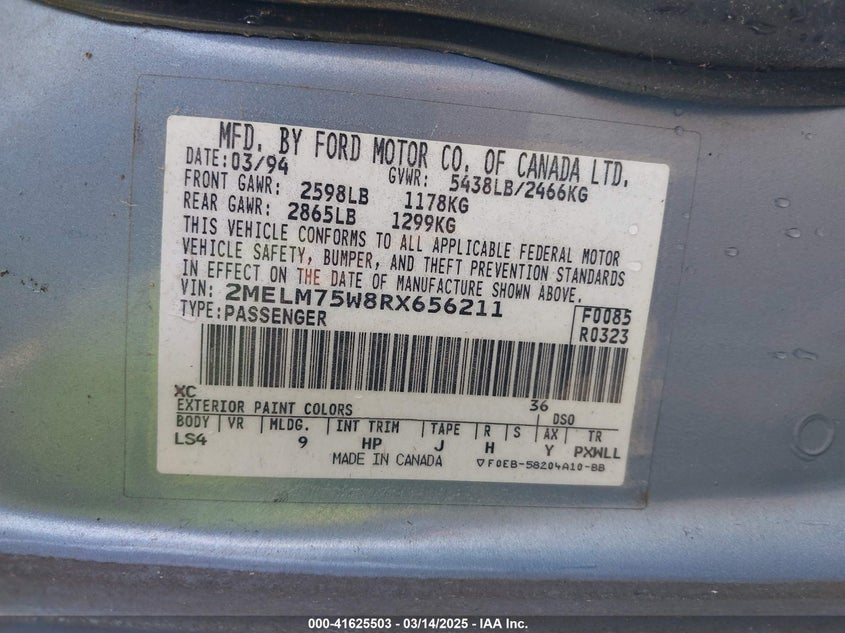 MFD. BY FORD MOTOR CO. OF CANADA LTD.
DATE: 03/94 GVWR: 5438LB/2466KG
FRONT GAWR: 2598LB 1178KG
REAR GAWR: 2865LB 1299KG
THIS VEHICLE CONFORMS TO ALL APPLICABLE FEDERAL MOTOR
VEHICLE SAFETY, BUMPER, AND THEFT PREVENTION STANDARDS
IN EFFECT ON THE DATE OF MANUFACTURE SHOWN ABOVE.
VIN: 2MELM75W8RX656211
TYPE: PASSENGER
F0085
R0323
XC 36
EXTERIOR PAINT COLORS DSO
BODY VR MLDG. INT TRIM TAPE R S AX TR
LS4 9 HP J H Y PXWLL
MADE IN CANADA ▽F0EB-58204A10-BB
000-41625503 - 03/14/2025 - IAA Inc.